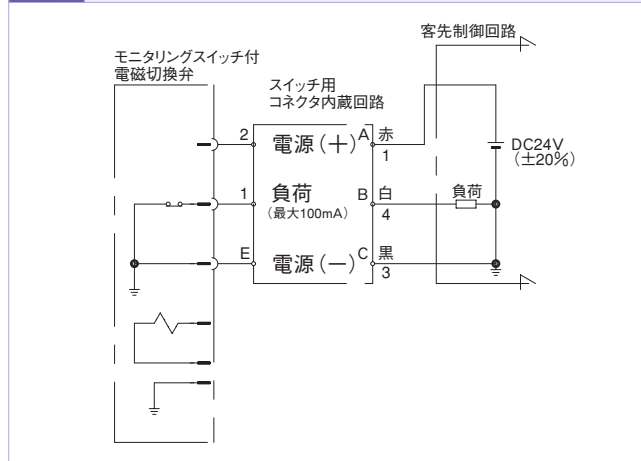 客先制御回路
モニタリングスイッチ付
電磁切換弁
スイッチ用
コネクタ内蔵回路
2 電源(+) A 赤
1
DC24V
(±20%)
1 負荷 B 白 負荷
(最大100mA) 4
E 電源(−) C 黒
3